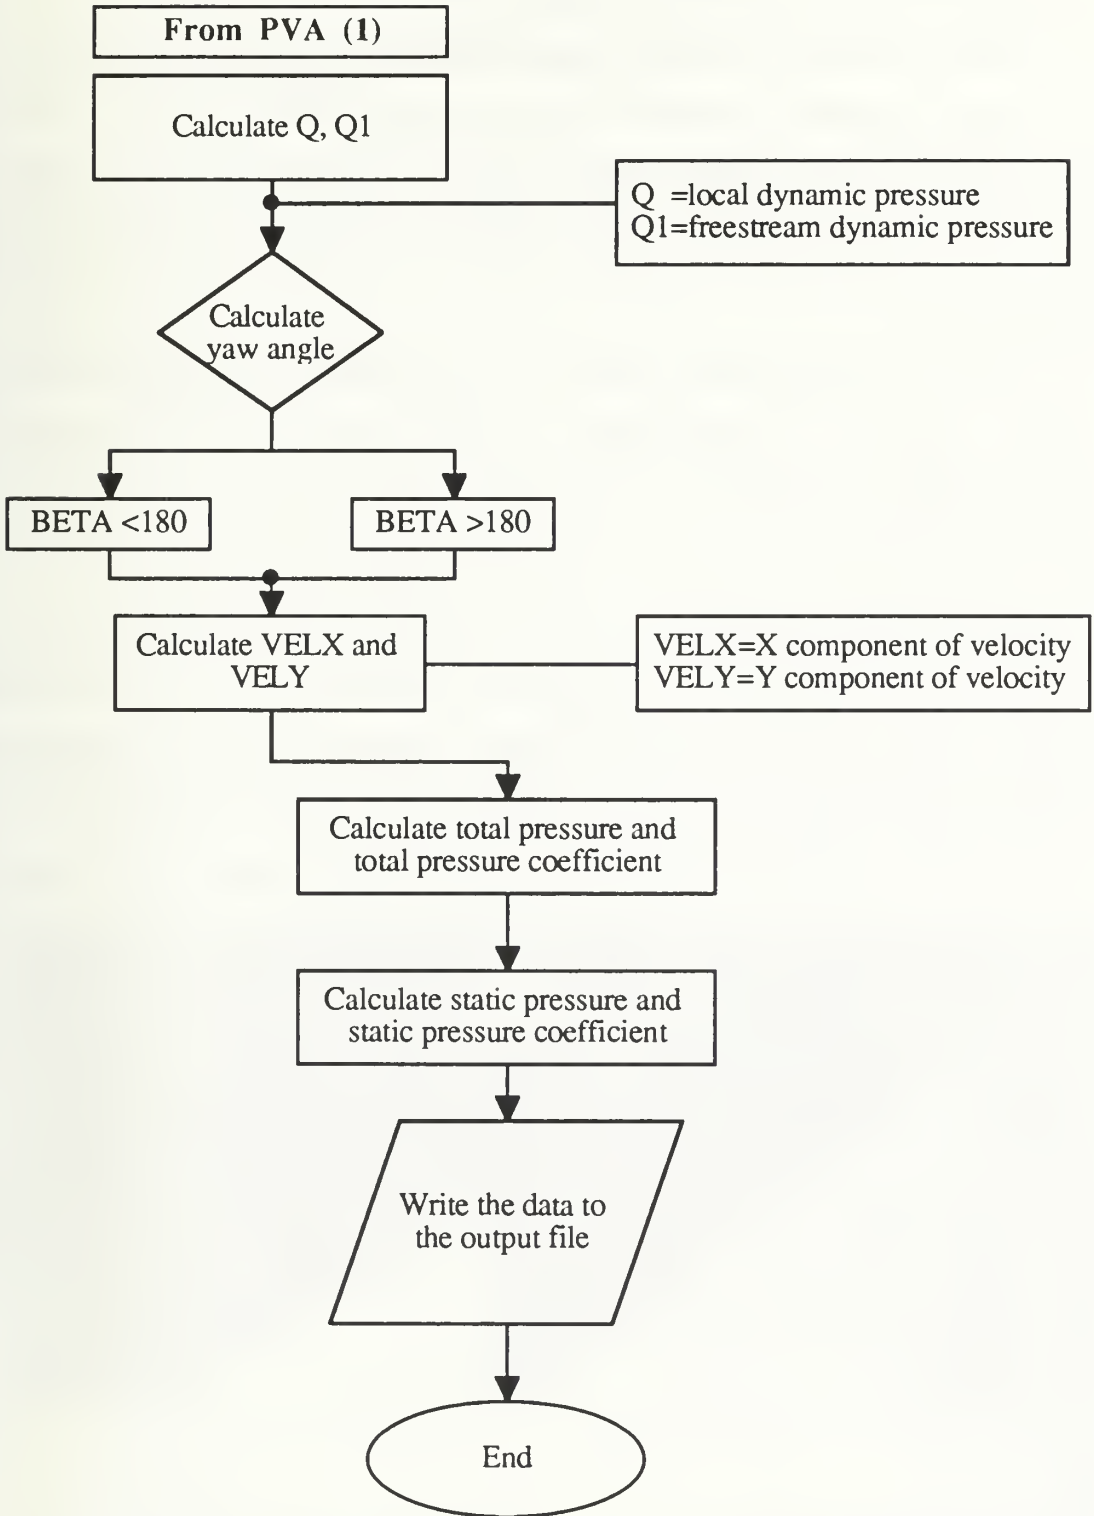 From PVA (1)
Calculate Q, Q1
Q =local dynamic pressure
Q1=freestream dynamic pressure
Calculate
yaw angle
BETA <180
BETA >180
Calculate VELX and
VELY
VELX=X component of velocity
VELY=Y component of velocity
Calculate total pressure and
total pressure coefficient
Calculate static pressure and
static pressure coefficient
Write the data to
the output file
End